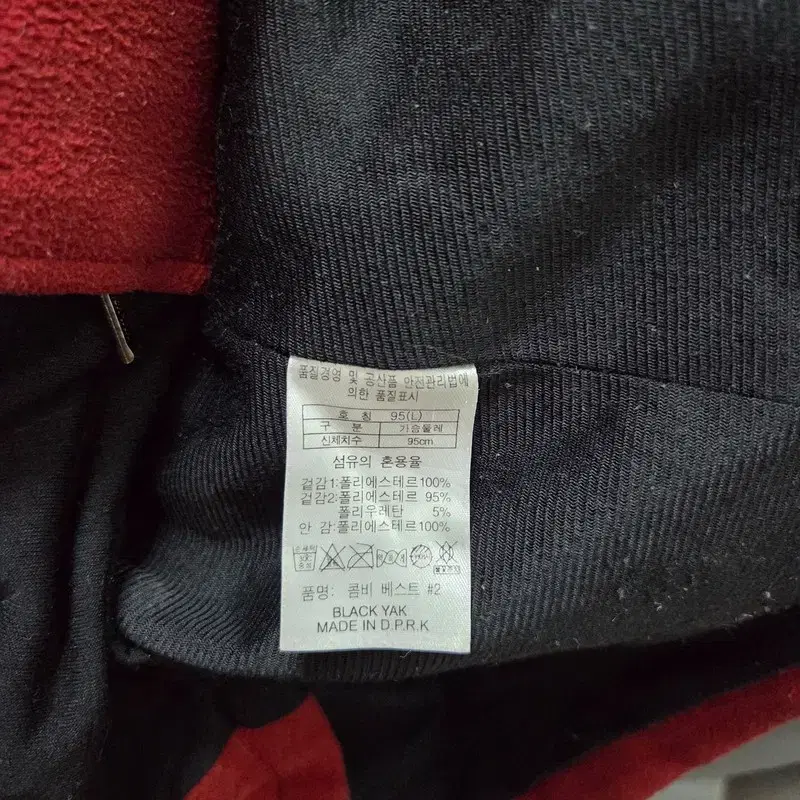 품질경영 및 공산품 안전관리법에
의한 품질표시
호 칭 95(L)
구 분 가슴둘레
신체치수 95cm
섬유의 혼용율
겉감1:폴리에스테르100%
겉감2:폴리에스테르 95%
폴리우레탄 5%
안 감:폴리에스테르100%
품명: 콤비 베스트 #2
BLACK YAK
MADE IN D.P.R.K